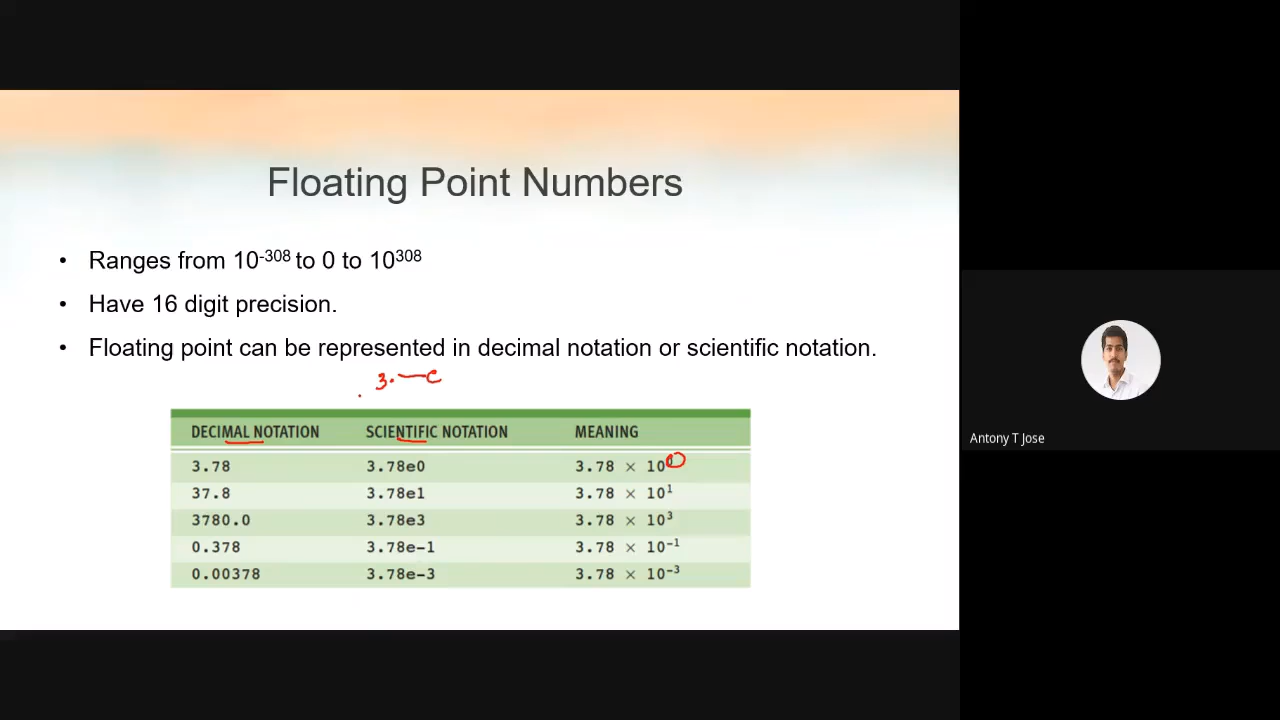 Floating Point Numbers
• Ranges from 10⁻³⁰⁸ to 0 to 10³⁰⁸
• Have 16 digit precision.
• Floating point can be represented in decimal notation or scientific notation.
3.—e
DECIMAL NOTATION SCIENTIFIC NOTATION MEANING
3.78 3.78e0 3.78 × 10⁰
37.8 3.78e1 3.78 × 10¹
3780.0 3.78e3 3.78 × 10³
0.378 3.78e−1 3.78 × 10⁻¹
0.00378 3.78e−3 3.78 × 10⁻³
Antony T Jose